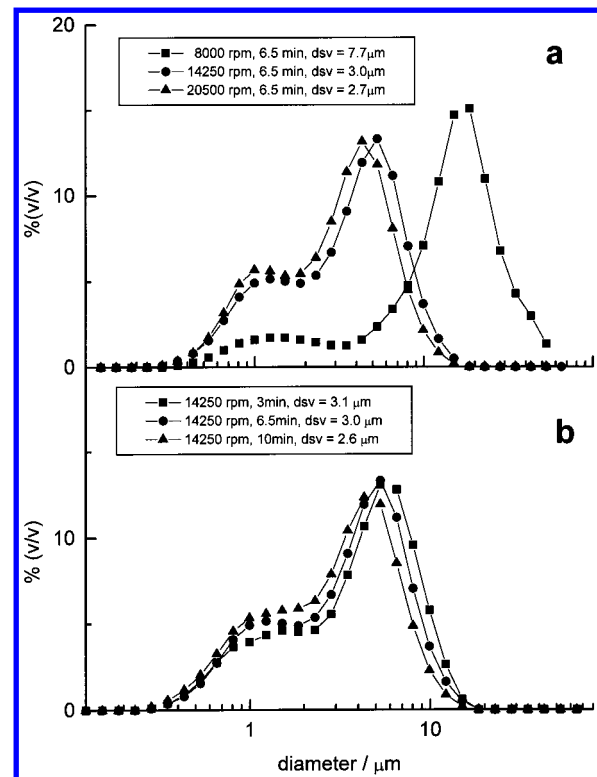 20
a
8000 rpm, 6.5 min, dsv = 7.7μm
14250 rpm, 6.5 min, dsv = 3.0μm
20500 rpm, 6.5 min, dsv = 2.7μm
%(v/v)
10
0
b
14250 rpm, 3min, dsv = 3.1 μm
14250 rpm, 6.5min, dsv = 3.0 μm
14250 rpm, 10min, dsv = 2.6 μm
% (v/v)
10
0
1
10
diameter / μm